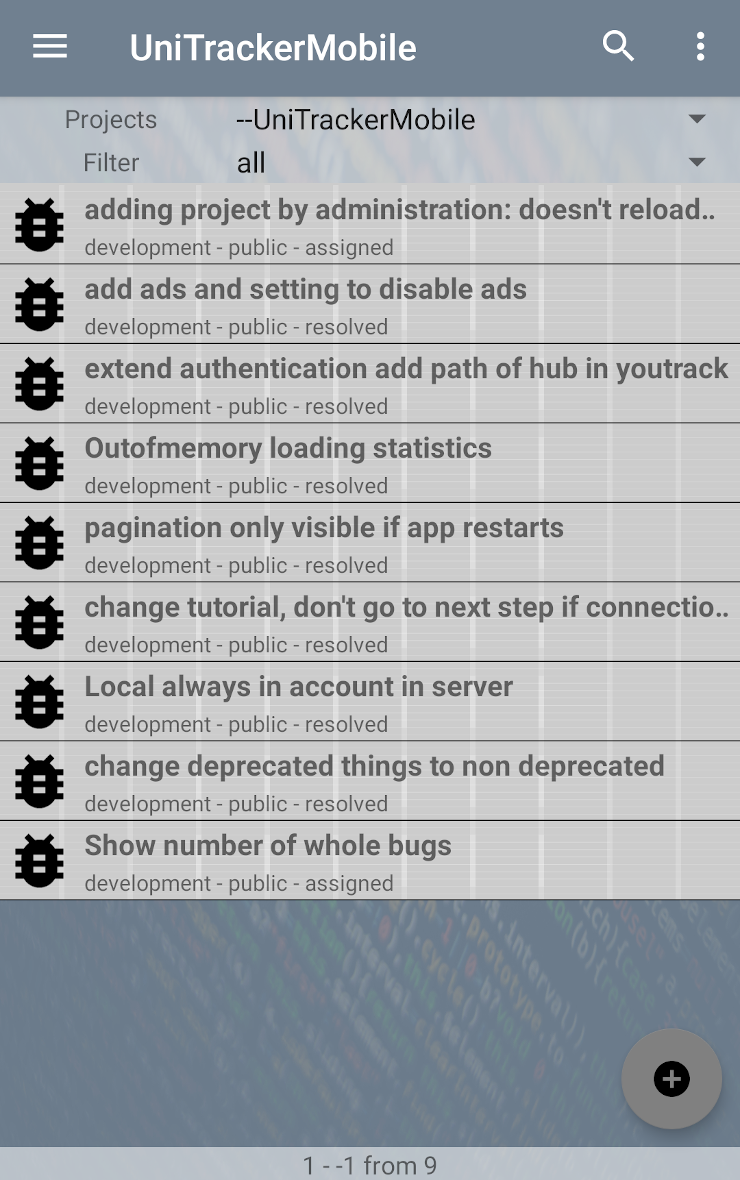 UniTrackerMobile
Projects --UniTrackerMobile
Filter all
adding project by administration: doesn't reload..
development - public - assigned
add ads and setting to disable ads
development - public - resolved
extend authentication add path of hub in youtrack
development - public - resolved
Outofmemory loading statistics
development - public - resolved
pagination only visible if app restarts
development - public - resolved
change tutorial, don't go to next step if connectio..
development - public - resolved
Local always in account in server
development - public - resolved
change deprecated things to non deprecated
development - public - resolved
Show number of whole bugs
development - public - assigned
1 - -1 from 9